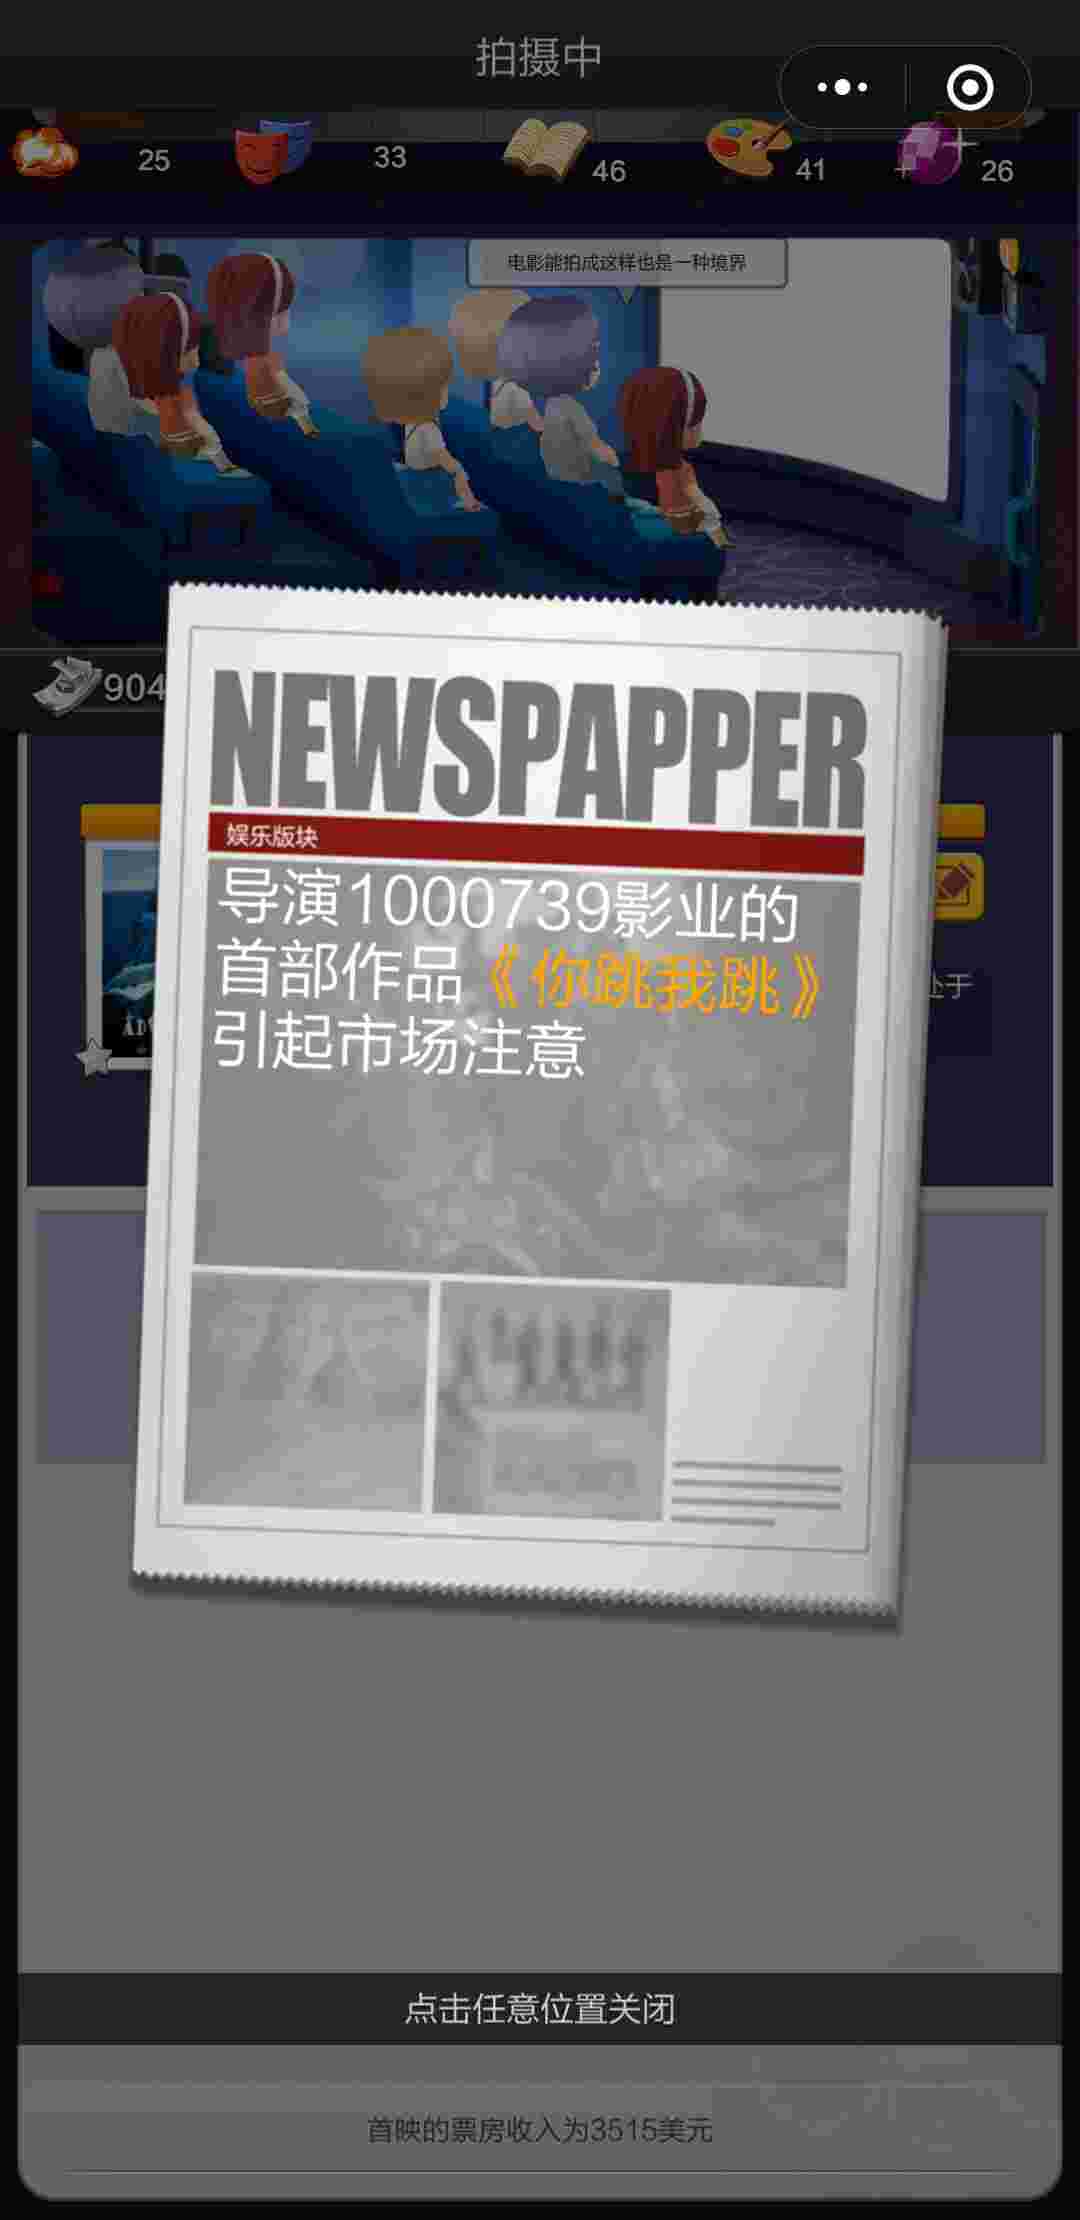 拍摄中
25
33
46
41
26
电影能拍成这样也是一种境界
904
NEWSPAPPER
娱乐版块
导演1000739影业的
首部作品《你跳我跳》
引起市场注意
处于
点击任意位置关闭
首映的票房收入为3515美元